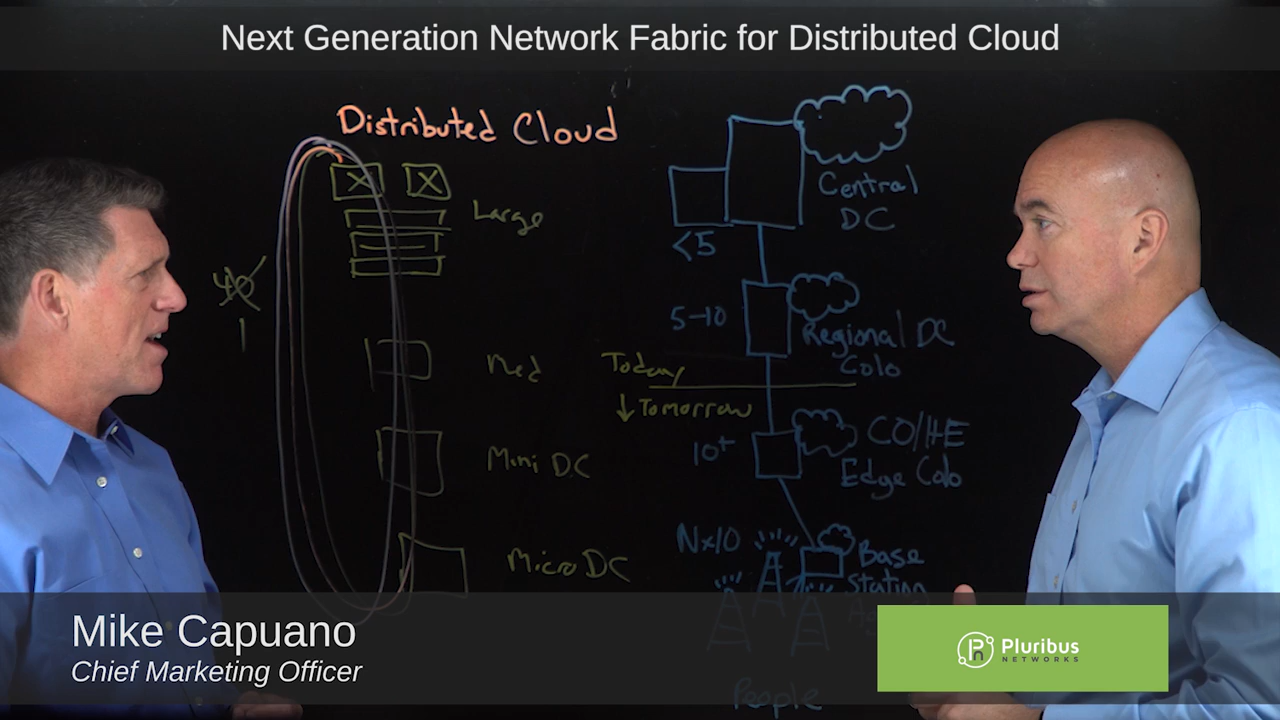 Next Generation Network Fabric for Distributed Cloud
Distributed Cloud
X X
Large
Med
Mini DC
Micro DC
1
Central
DC
<5
5-10
Regional DC
Colo
Today
↓ Tomorrow
10+
CO/HE
Edge Colo
Nx10
Base
Station
People
Mike Capuano
Chief Marketing Officer
Pluribus
NETWORKS